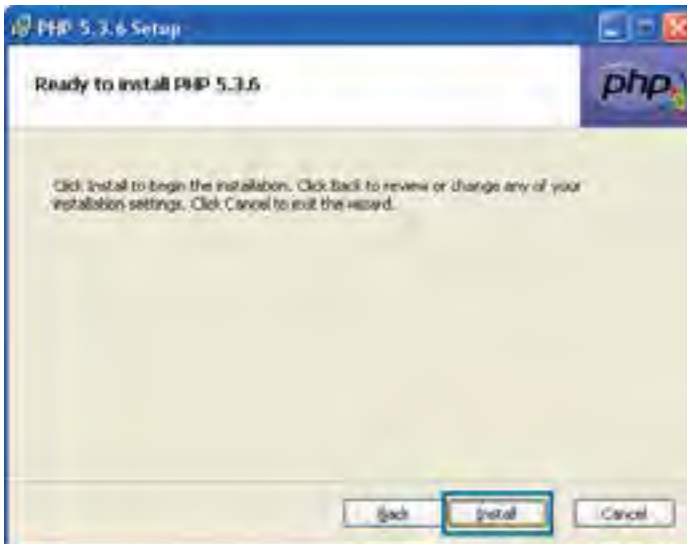 PHP 5.3.6 Setup
Ready to install PHP 5.3.6
php
Click Install to begin the installation. Click Back to review or change any of your
installation settings. Click Cancel to exit the wizard.
Back
Install
Cancel